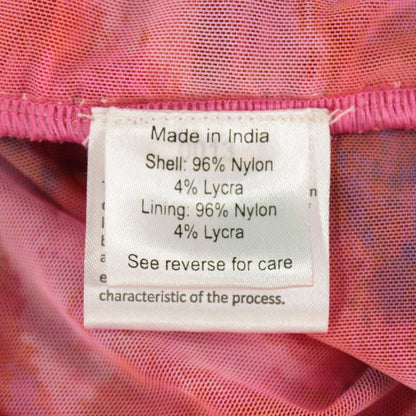 Made in India
Shell: 96% Nylon
4% Lycra
Lining: 96% Nylon
4% Lycra
See reverse for care
characteristic of the process.